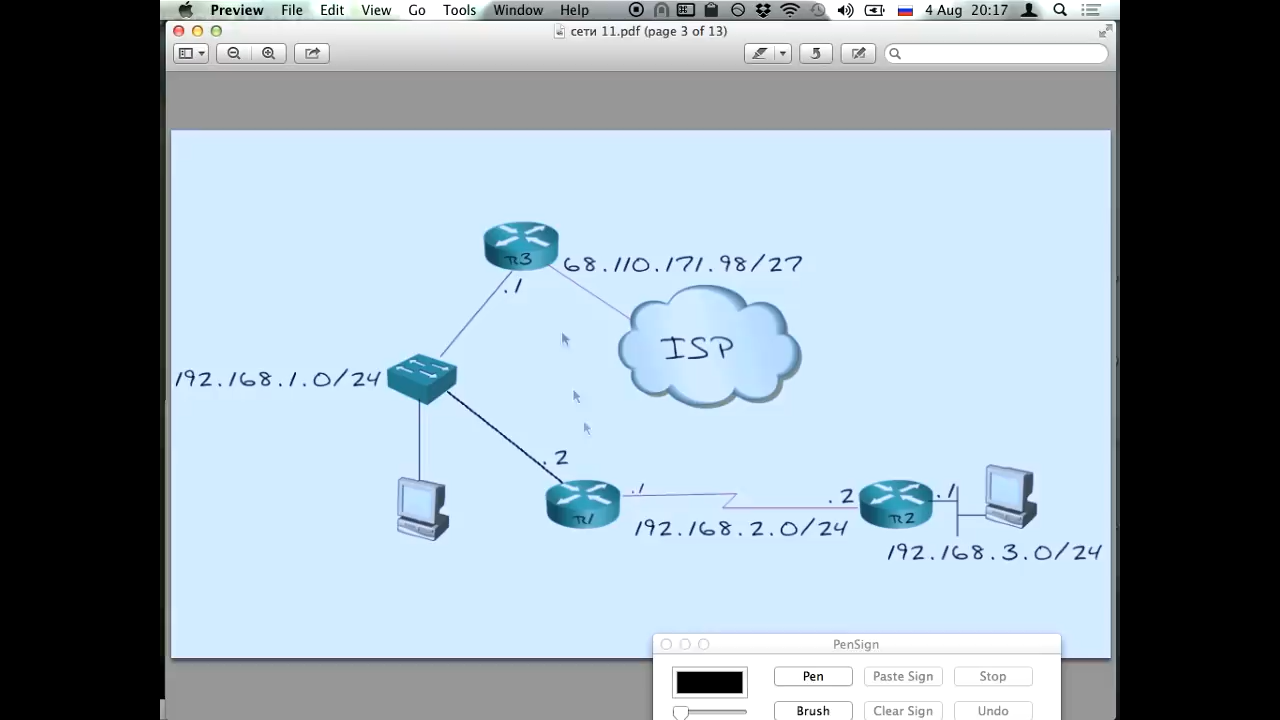 Preview File Edit View Go Tools Window Help 4 Aug 20:17
сети 11.pdf (page 3 of 13)
R3
68.110.171.98/27
.1
ISP
192.168.1.0/24
.2
.1
.2
.1
R1
R2
192.168.2.0/24
192.168.3.0/24
PenSign
Pen Paste Sign Stop
Brush Clear Sign Undo